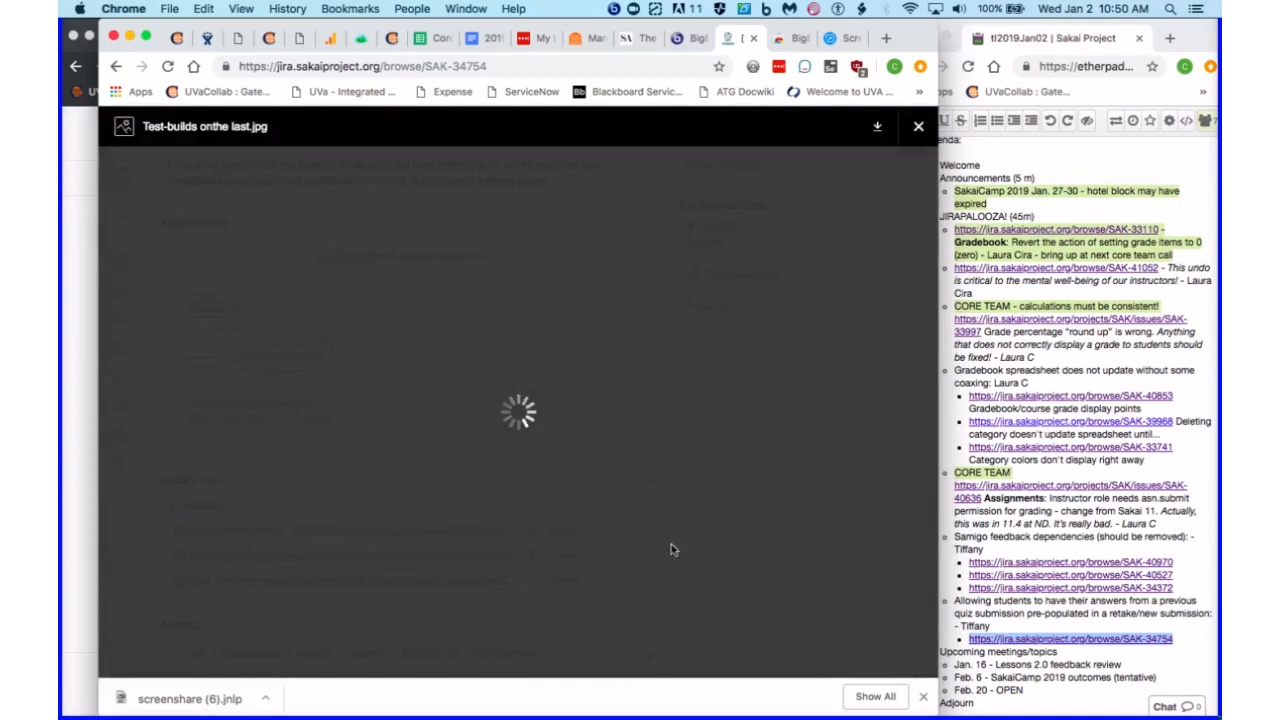 Chrome File Edit View History Bookmarks People Window Help 11 100% Wed Jan 2 10:50 AM
Con 201 My I Mar SA The Big! [ Big! Scr tl2019Jan02 | Sakai Project
https://jira.sakaiproject.org/browse/SAK-34754 2 C https://etherpad... C
Apps UVaCollab : Gate... UVa - Integrated ... Expense ServiceNow Bb Blackboard Servic... ATG Docwiki Welcome to UVA ... » ops UVaCollab : Gate... »
Test-builds onthe last.jpg
enda:
Welcome
Announcements (5 m)
SakaiCamp 2019 Jan. 27-30 - hotel block may have
expired
JIRAPALOOZA! (45m)
https://jira.sakaiproject.org/browse/SAK-33110 -
Gradebook: Revert the action of setting grade items to 0
(zero) - Laura Cira - bring up at next core team call
https://jira.sakaiproject.org/browse/SAK-41052 - This undo
is critical to the mental well-being of our instructors! - Laura
Cira
CORE TEAM - calculations must be consistent!
https://jira.sakaiproject.org/projects/SAK/issues/SAK-
33997 Grade percentage "round up" is wrong. Anything
that does not correctly display a grade to students should
be fixed! - Laura C
Gradebook spreadsheet does not update without some
coaxing: Laura C
https://jira.sakaiproject.org/browse/SAK-40853
Gradebook/course grade display points
https://jira.sakaiproject.org/browse/SAK-39968 Deleting
category doesn't update spreadsheet until...
https://jira.sakaiproject.org/browse/SAK-33741
Category colors don't display right away
CORE TEAM
https://jira.sakaiproject.org/projects/SAK/issues/SAK-
40636 Assignments: Instructor role needs asn.submit
permission for grading - change from Sakai 11. Actually,
this was in 11.4 at ND. It's really bad. - Laura C
Samigo feedback dependencies (should be removed): -
Tiffany
https://jira.sakaiproject.org/browse/SAK-40970
https://jira.sakaiproject.org/browse/SAK-40527
https://jira.sakaiproject.org/browse/SAK-34372
Allowing students to have their answers from a previous
quiz submission pre-populated in a retake/new submission:
- Tiffany
https://jira.sakaiproject.org/browse/SAK-34754
Upcoming meetings/topics
Jan. 16 - Lessons 2.0 feedback review
Feb. 6 - SakaiCamp 2019 outcomes (tentative)
Feb. 20 - OPEN
Adjourn
Chat 0
screenshare (6).jnlp Show All